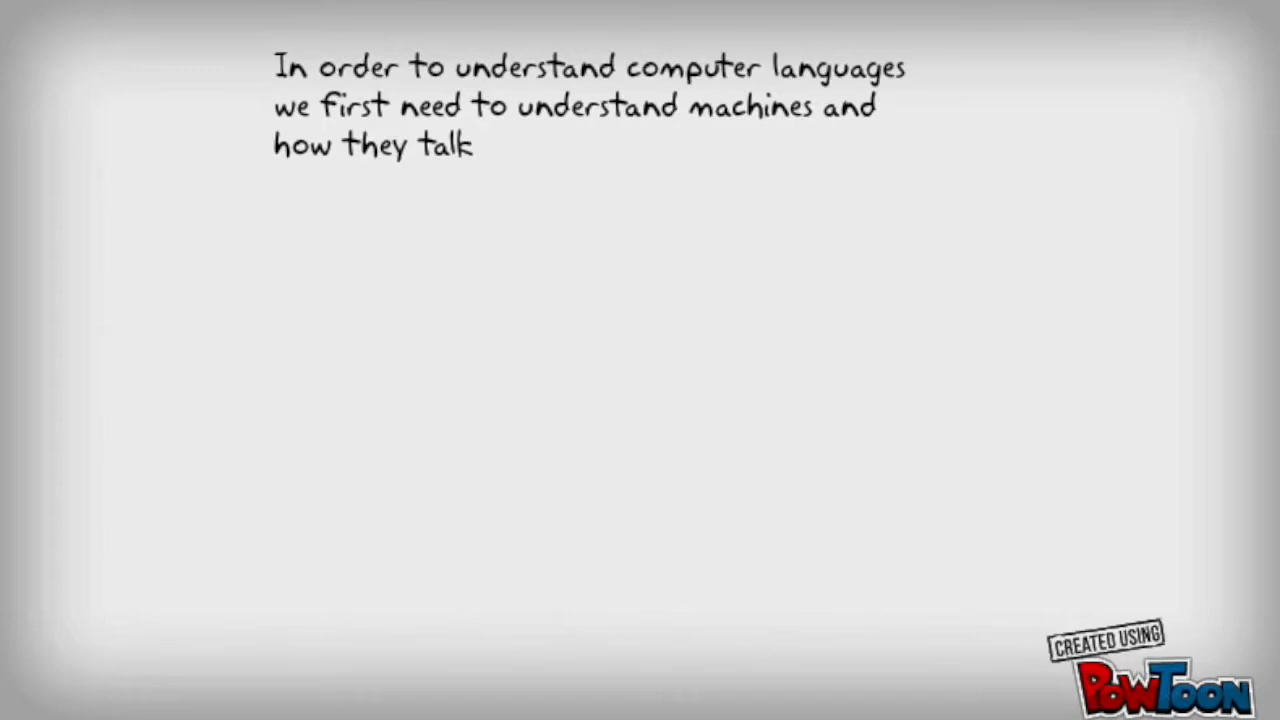 In order to understand computer languages
we first need to understand machines and
how they talk
CREATED USING
POWTOON